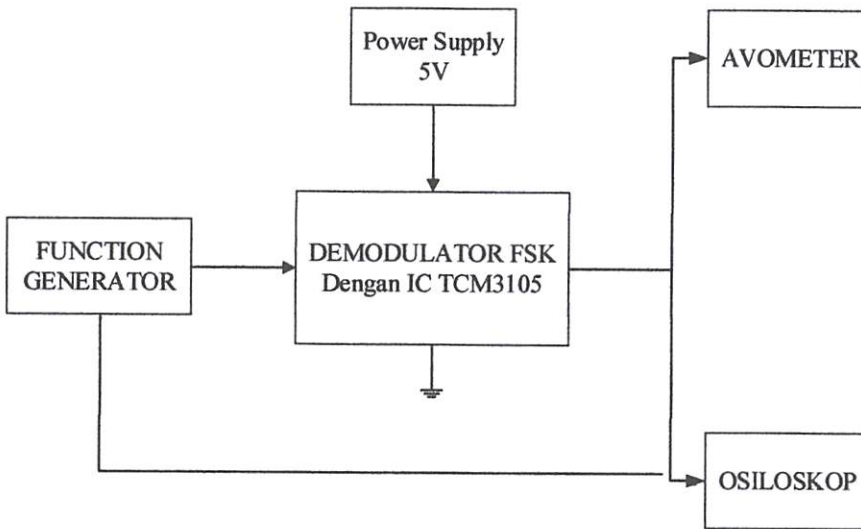 Power Supply
5V
AVOMETER
FUNCTION
GENERATOR
DEMODULATOR FSK
Dengan IC TCM3105
OSILOSKOP